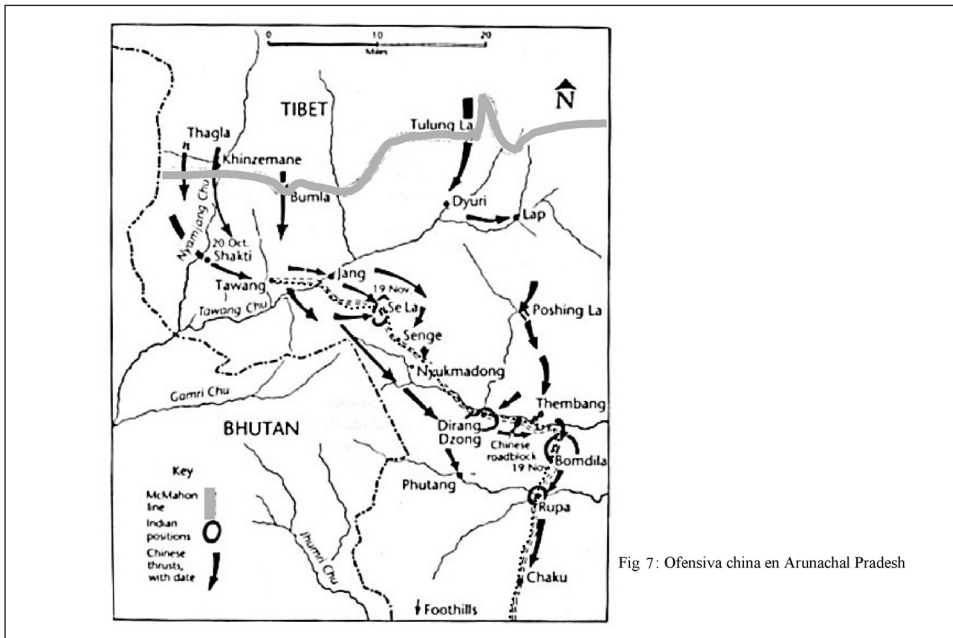 0 10 20
Miles
N
TIBET
Tulung La
Thagla
Khinzemane
Bumla
Nyamjang Chu
Dyuri
Lap
20 Oct.
Shakti
Tawang
Jang
19 Nov
Se La
Tawang Chu
Poshing La
Senge
Nyukmadong
Gamri Chu
Thembang
BHUTAN
Dirang
Dzong
Chinese
roadblock
19 Nov
Bomdila
Phutang
Rupa
Key
McMahon
line
Indian
positions
Chinese
thrusts,
with date
Jhumri Chu
Chaku
Foothills
Fig 7: Ofensiva china en Arunachal Pradesh